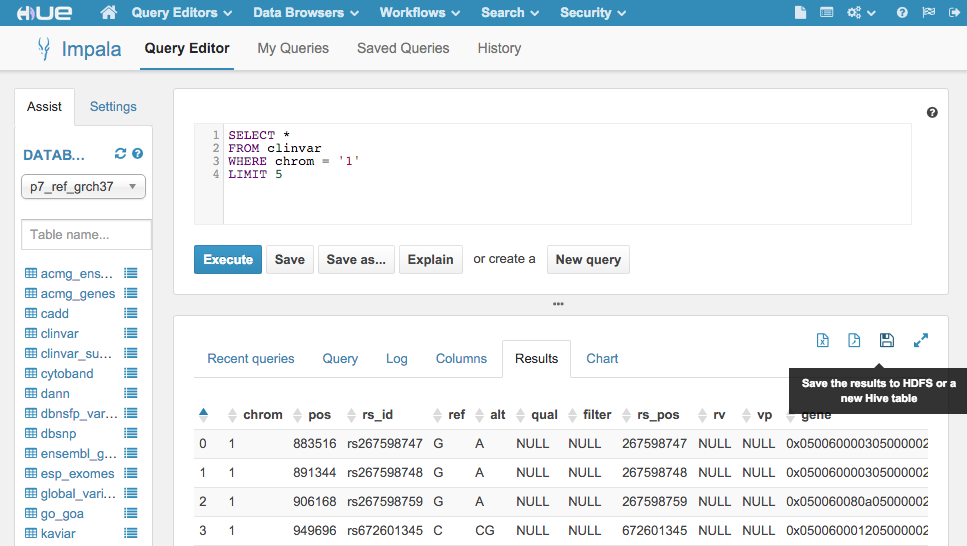 HUE Query Editors Data Browsers Workflows Search Security
Impala Query Editor My Queries Saved Queries History
Assist Settings
DATAB...
p7_ref_grch37
Table name...
acmg_ens...
acmg_genes
cadd
clinvar
clinvar_su...
cytoband
dann
dbnsfp_var...
dbsnp
ensembl_g...
esp_exomes
global_vari...
go_goa
kaviar
1 SELECT *
2 FROM clinvar
3 WHERE chrom = '1'
4 LIMIT 5
Execute Save Save as... Explain or create a New query
Recent queries Query Log Columns Results Chart
Save the results to HDFS or a
new Hive table
chrom pos rs_id ref alt qual filter rs_pos rv vp gene
0 1 883516 rs267598747 G A NULL NULL 267598747 NULL NULL 0x050060000305000002
1 1 891344 rs267598748 G A NULL NULL 267598748 NULL NULL 0x050060000305000002
2 1 906168 rs267598759 G A NULL NULL 267598759 NULL NULL 0x050060080a05000002
3 1 949696 rs672601345 C CG NULL NULL 672601345 NULL NULL 0x050060001205000002